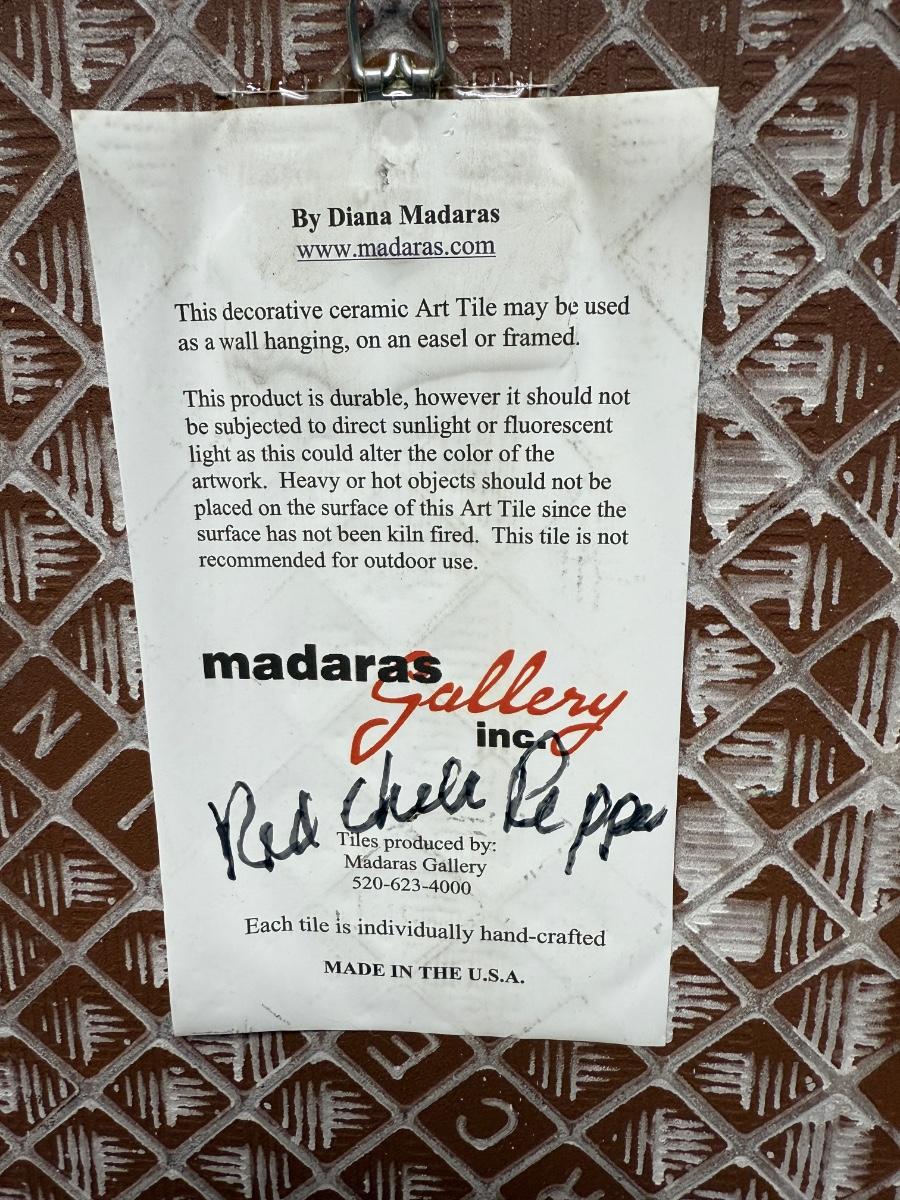 By Diana Madaras
www.madaras.com
This decorative ceramic Art Tile may be used
as a wall hanging, on an easel or framed.
This product is durable, however it should not
be subjected to direct sunlight or fluorescent
light as this could alter the color of the
artwork. Heavy or hot objects should not be
placed on the surface of this Art Tile since the
surface has not been kiln fired. This tile is not
recommended for outdoor use.
madaras
Gallery
inc.
Red Chile Pepper
Tiles produced by:
Madaras Gallery
520-623-4000
Each tile is individually hand-crafted
MADE IN THE U.S.A.